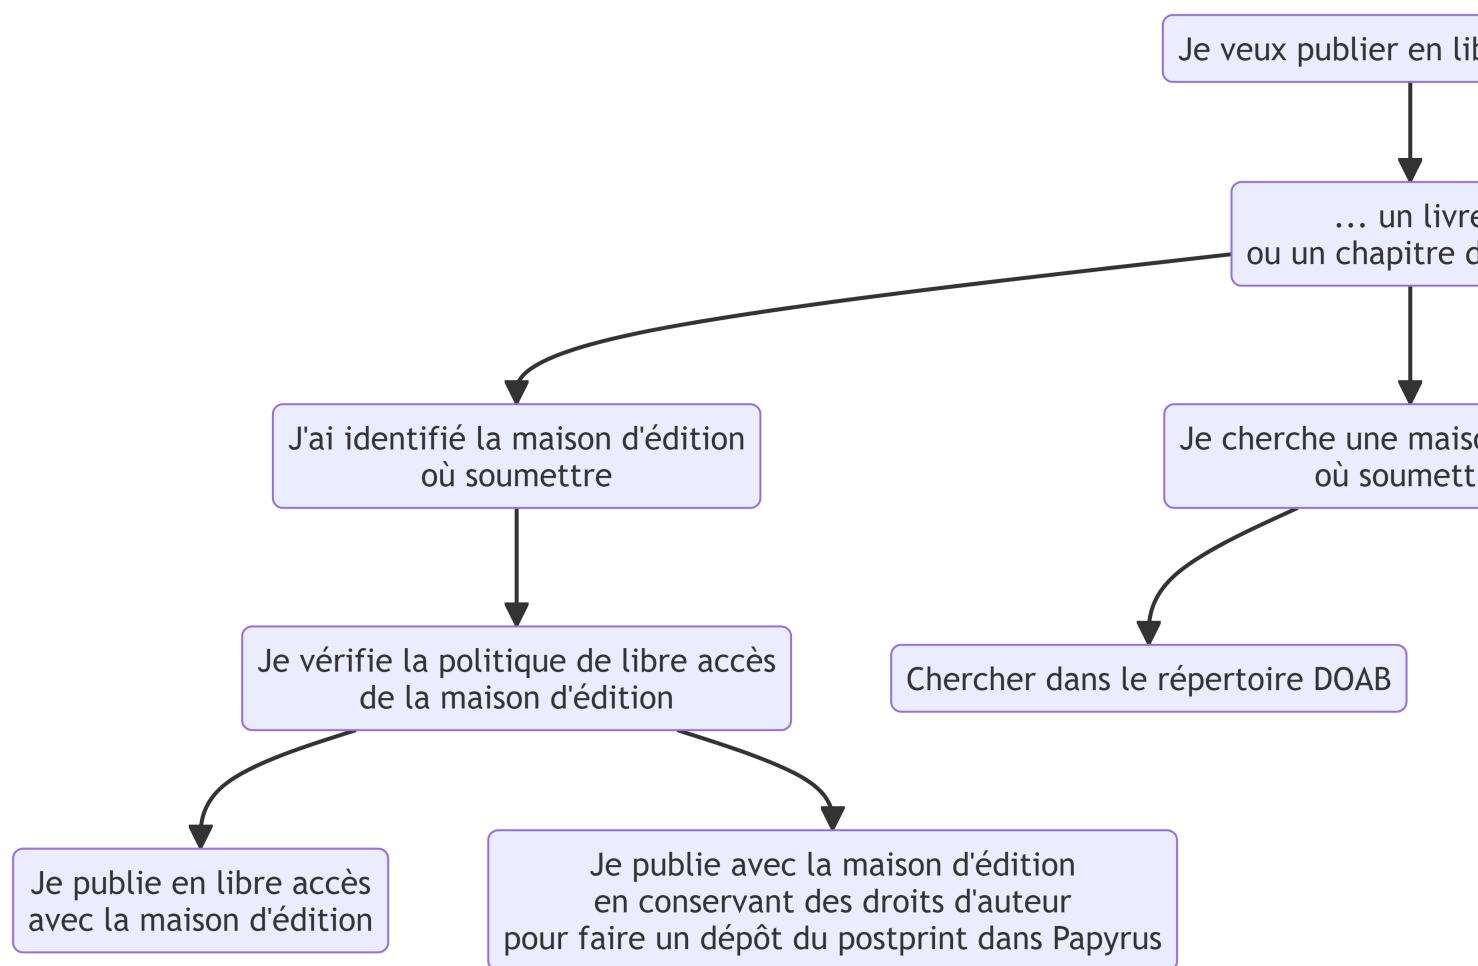 Je veux publier en
... un livre
ou un chapitre
J'ai identifié la maison d'édition
où soumettre
Je cherche une
où
Je vérifie la politique de libre accès
de la maison d'édition
Chercher dans le répertoire DOAB
Je publie en libre accès
avec la maison d'édition
Je publie avec la maison d'édition
en conservant des droits d'auteur
pour faire un dépôt du postprint dans Papyrus